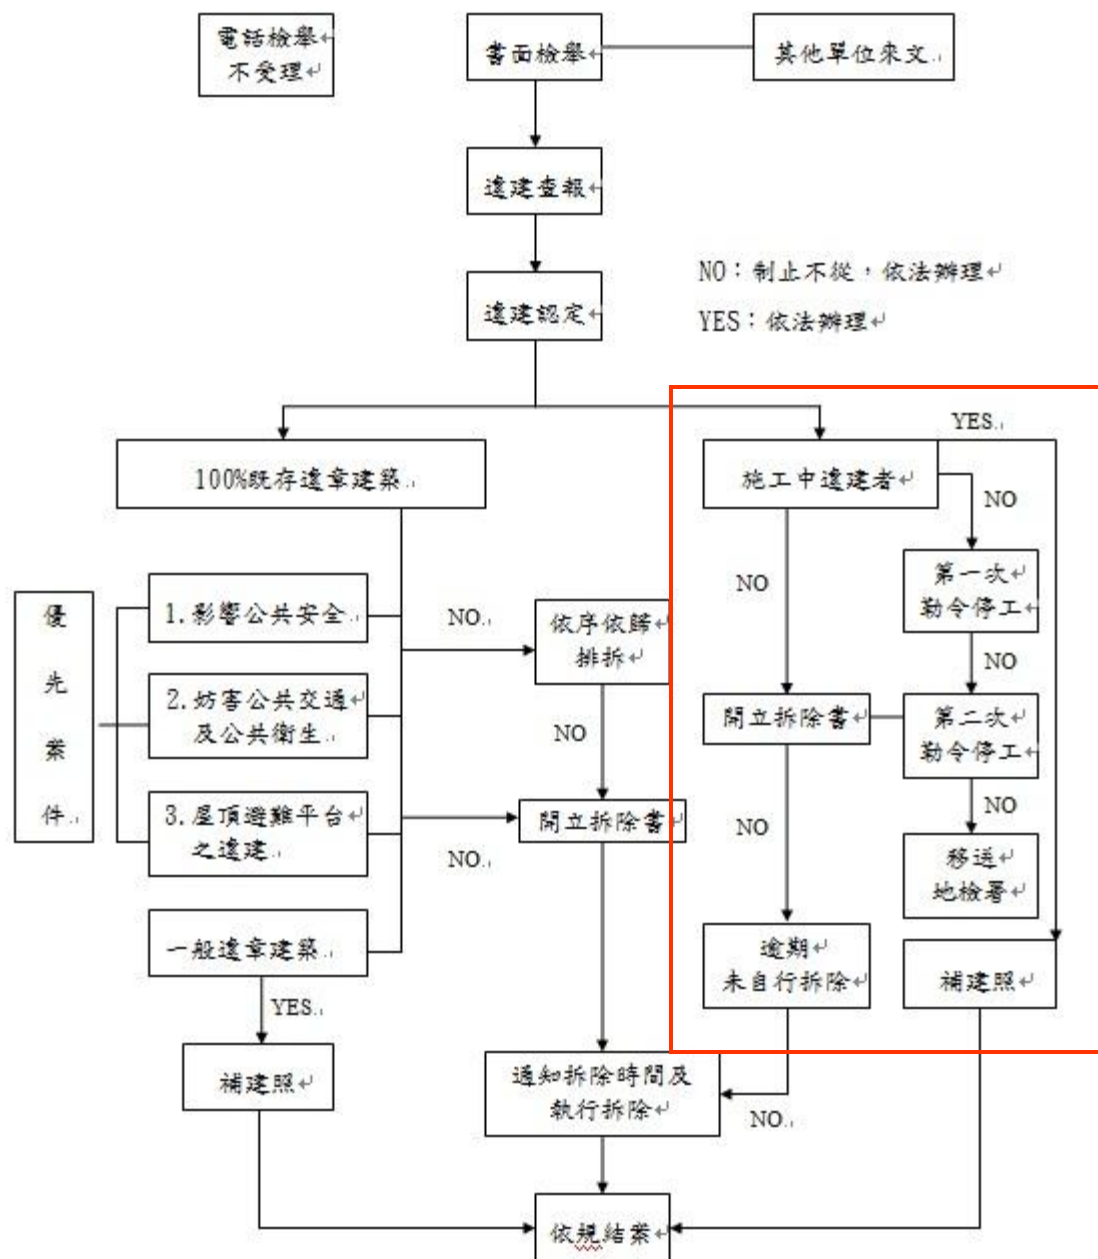 電話檢舉
不受理
書面檢舉
其他單位來文
違建查報
違建認定
NO：制止不從，依法辦理
YES：依法辦理
100%既存違章建築
施工中違建者
YES
NO
第一次
勒令停工
NO
NO
第二次
勒令停工
開立拆除書
NO
移送
地檢署
NO
逾期
未自行拆除
補建照
優
先
案
件
1.影響公共安全
2.妨害公共交通
及公共衛生
3.屋頂避難平台
之違建
一般違章建築
NO
依序依歸
排拆
NO
開立拆除書
NO
YES
補建照
通知拆除時間及
執行拆除
NO
依規結案